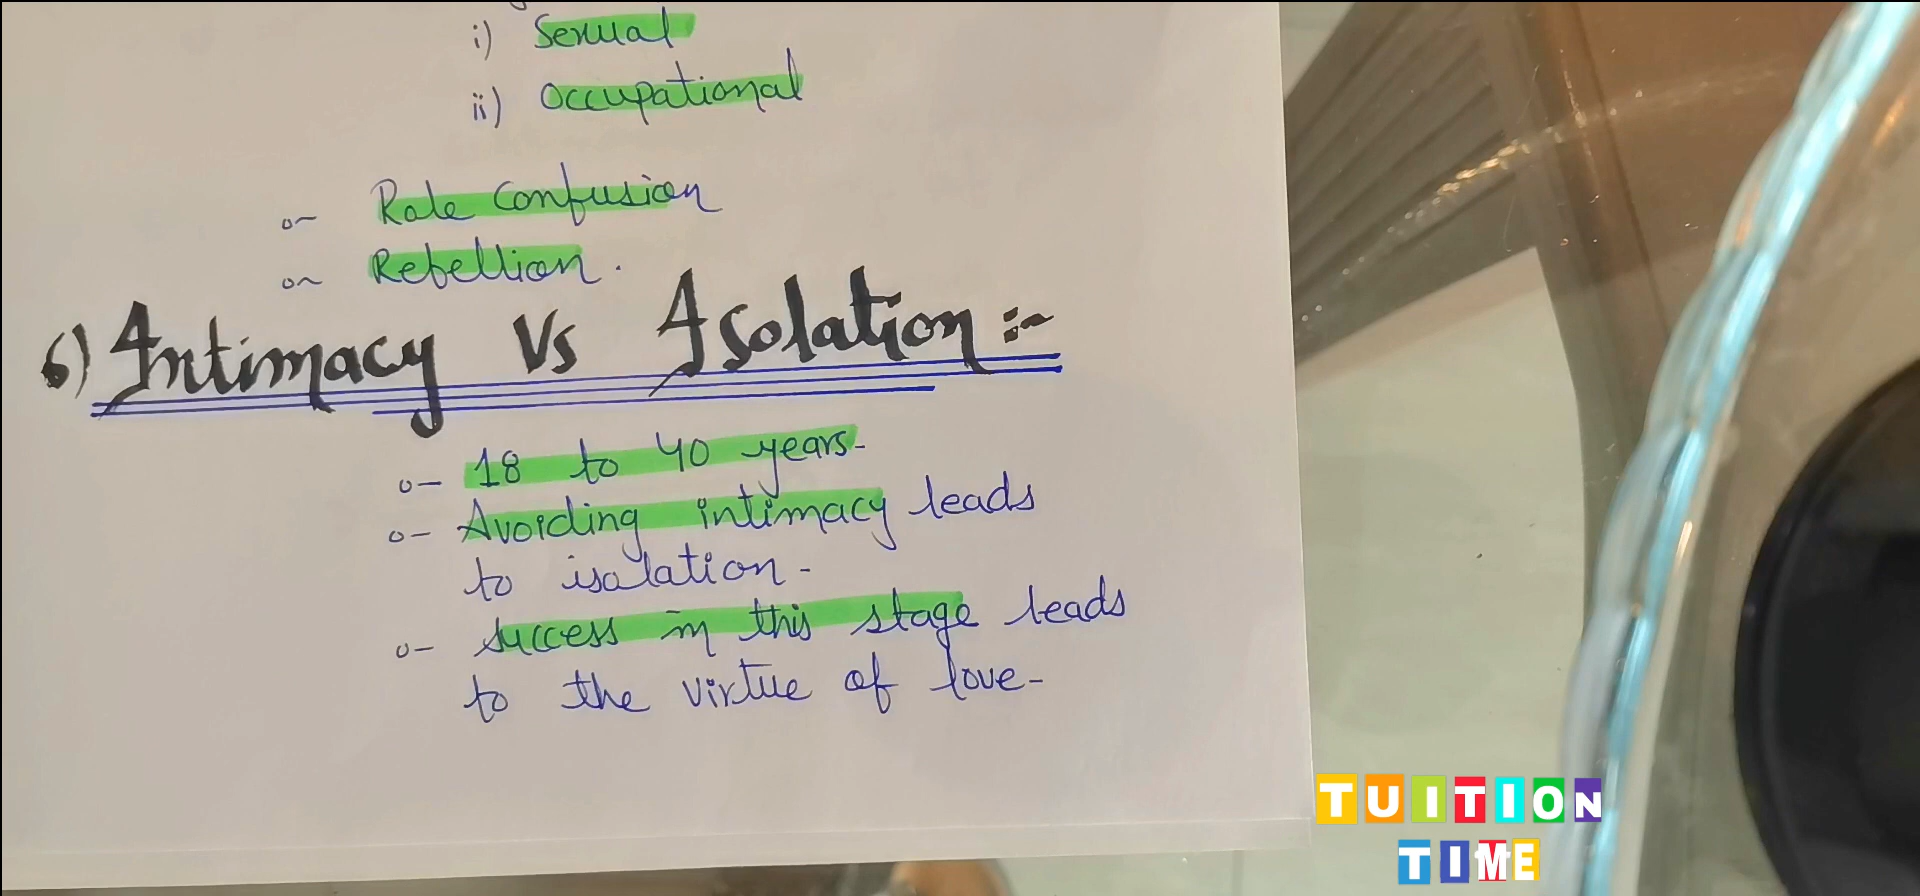 i) Sexual
ii) Occupational
Role Confusion
Rebellion.
6) Intimacy Vs Isolation :-
18 to 40 years.
Avoiding intimacy leads
to isolation.
success in this stage leads
to the virtue of love.
TUITION
TIME